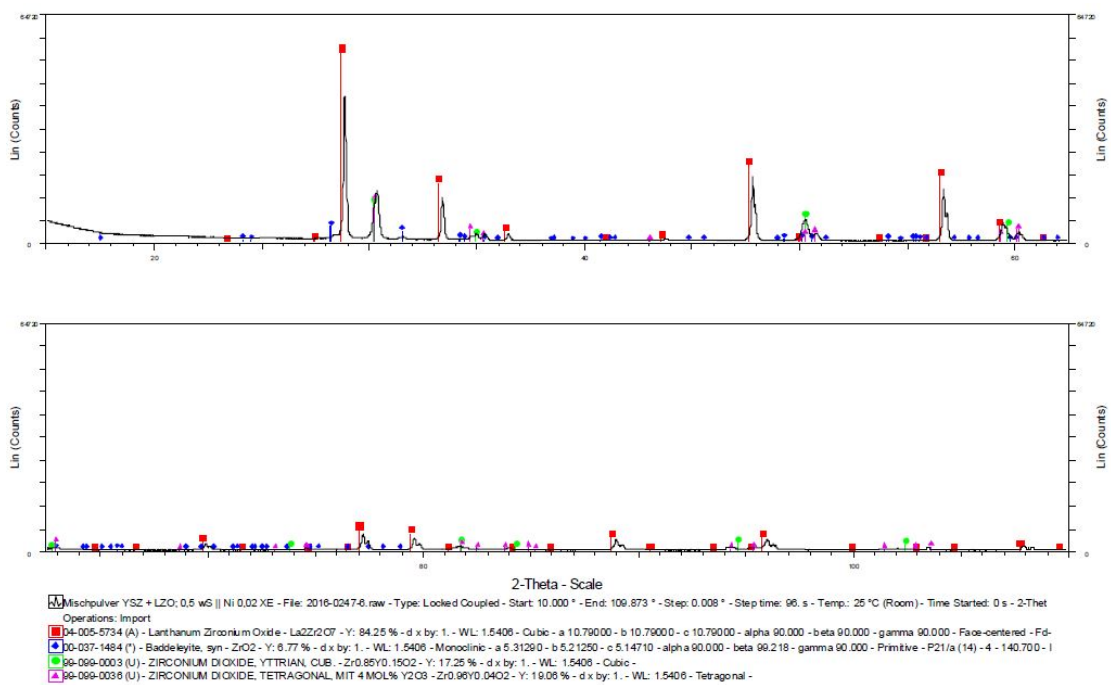 64720 64720
Lin (Counts) Lin (Counts)
0 0
20 40 60
64720 64720
Lin (Counts) Lin (Counts)
0 0
80 100
2-Theta - Scale
Mischpulver YSZ + LZO; 0,5 wS || Ni 0,02 XE - File: 2016-0247-6.raw - Type: Locked Coupled - Start: 10.000 ° - End: 109.873 ° - Step: 0.008 ° - Step time: 96. s - Temp.: 25 °C (Room) - Time Started: 0 s - 2-Thet
Operations: Import
04-005-5734 (A) - Lanthanum Zirconium Oxide - La2Zr2O7 - Y: 84.25 % - d x by: 1. - WL: 1.5406 - Cubic - a 10.79000 - b 10.79000 - c 10.79000 - alpha 90.000 - beta 90.000 - gamma 90.000 - Face-centered - Fd-
00-037-1484 (*) - Baddeleyite, syn - ZrO2 - Y: 6.77 % - d x by: 1. - WL: 1.5406 - Monoclinic - a 5.31290 - b 5.21250 - c 5.14710 - alpha 90.000 - beta 99.218 - gamma 90.000 - Primitive - P21/a (14) - 4 - 140.700 - I
99-099-0003 (U) - ZIRCONIUM DIOXIDE, YTTRIAN, CUB. - Zr0.85Y0.15O2 - Y: 17.25 % - d x by: 1. - WL: 1.5406 - Cubic -
99-099-0036 (U) - ZIRCONIUM DIOXIDE, TETRAGONAL, MIT 4 MOL% Y2O3 - Zr0.96Y0.04O2 - Y: 19.06 % - d x by: 1. - WL: 1.5406 - Tetragonal -